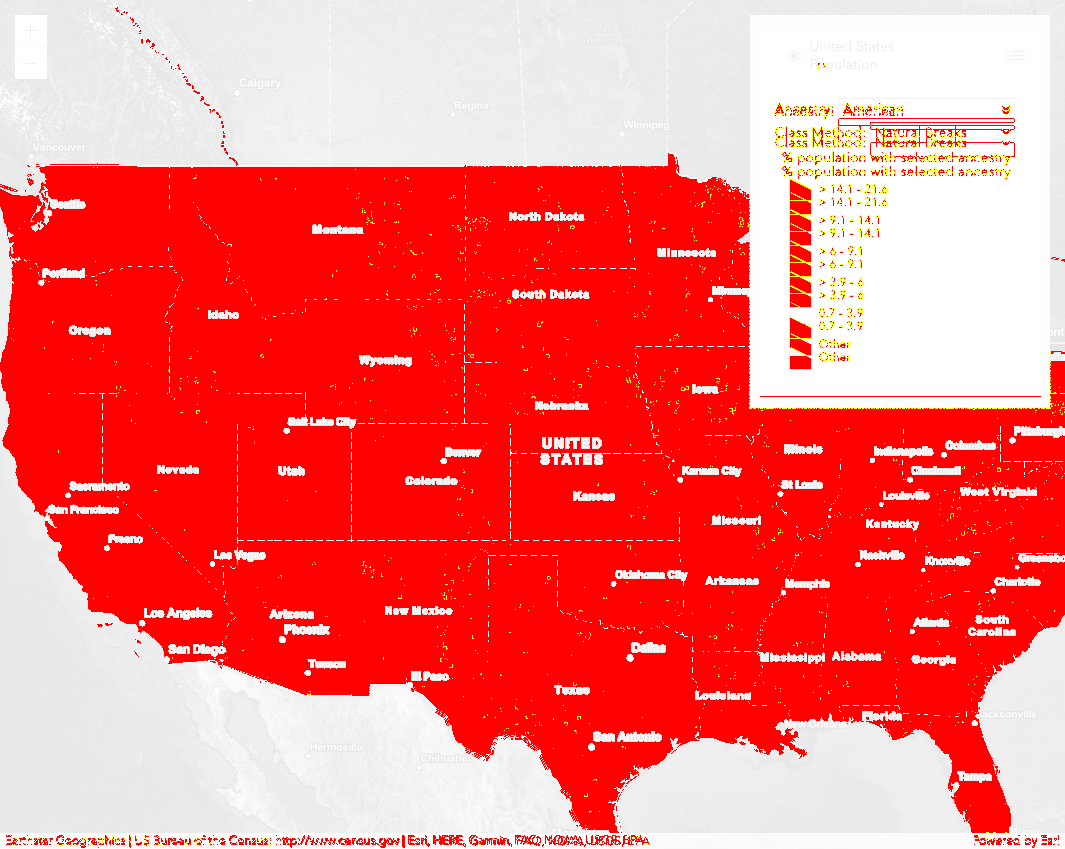 Calgary
Regina
Winnipeg
Vancouver
United States
Population
Ancestry: American
Class Method: Natural Breaks
Class Method: Natural Breaks
% population with selected ancestry
% population with selected ancestry
> 14.1 - 21.6
> 14.1 - 21.6
> 9.1 - 14.1
> 9.1 - 14.1
> 6 - 9.1
> 6 - 9.1
> 3.9 - 6
> 3.9 - 6
0.7 - 3.9
0.7 - 3.9
Other
Other
Seattle
Montana
North Dakota
Minnesota
Portland
South Dakota
Idaho
Oregon
Wyoming
Iowa
Nebraska
Salt Lake City
UNITED
STATES
Denver
Nevada
Utah
Colorado
Kansas
Kansas City
Illinois
Indianapolis
Columbus
Pittsburgh
Cincinnati
Sacramento
San Francisco
St Louis
Louisville
West Virginia
Missouri
Kentucky
Fresno
Las Vegas
Nashville
Knoxville
Oklahoma City
Arkansas
Memphis
Charlotte
Los Angeles
Arizona
Phoenix
New Mexico
Atlanta
South
Carolina
San Diego
Tucson
El Paso
Dallas
Mississippi
Alabama
Georgia
Texas
Louisiana
New Orleans
Florida
Jacksonville
San Antonio
Hermosillo
Chihuahua
Tampa
Earthstar Geographics | US Bureau of the Census: http://www.census.gov | Esri, HERE, Garmin, FAO, NOAA, USGS, EPA
Powered by Esri